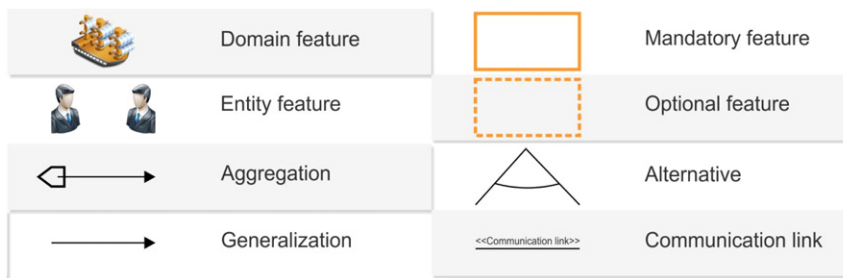 Domain feature
Mandatory feature
Entity feature
Optional feature
Aggregation
Alternative
Generalization
<<Communication link>>
Communication link